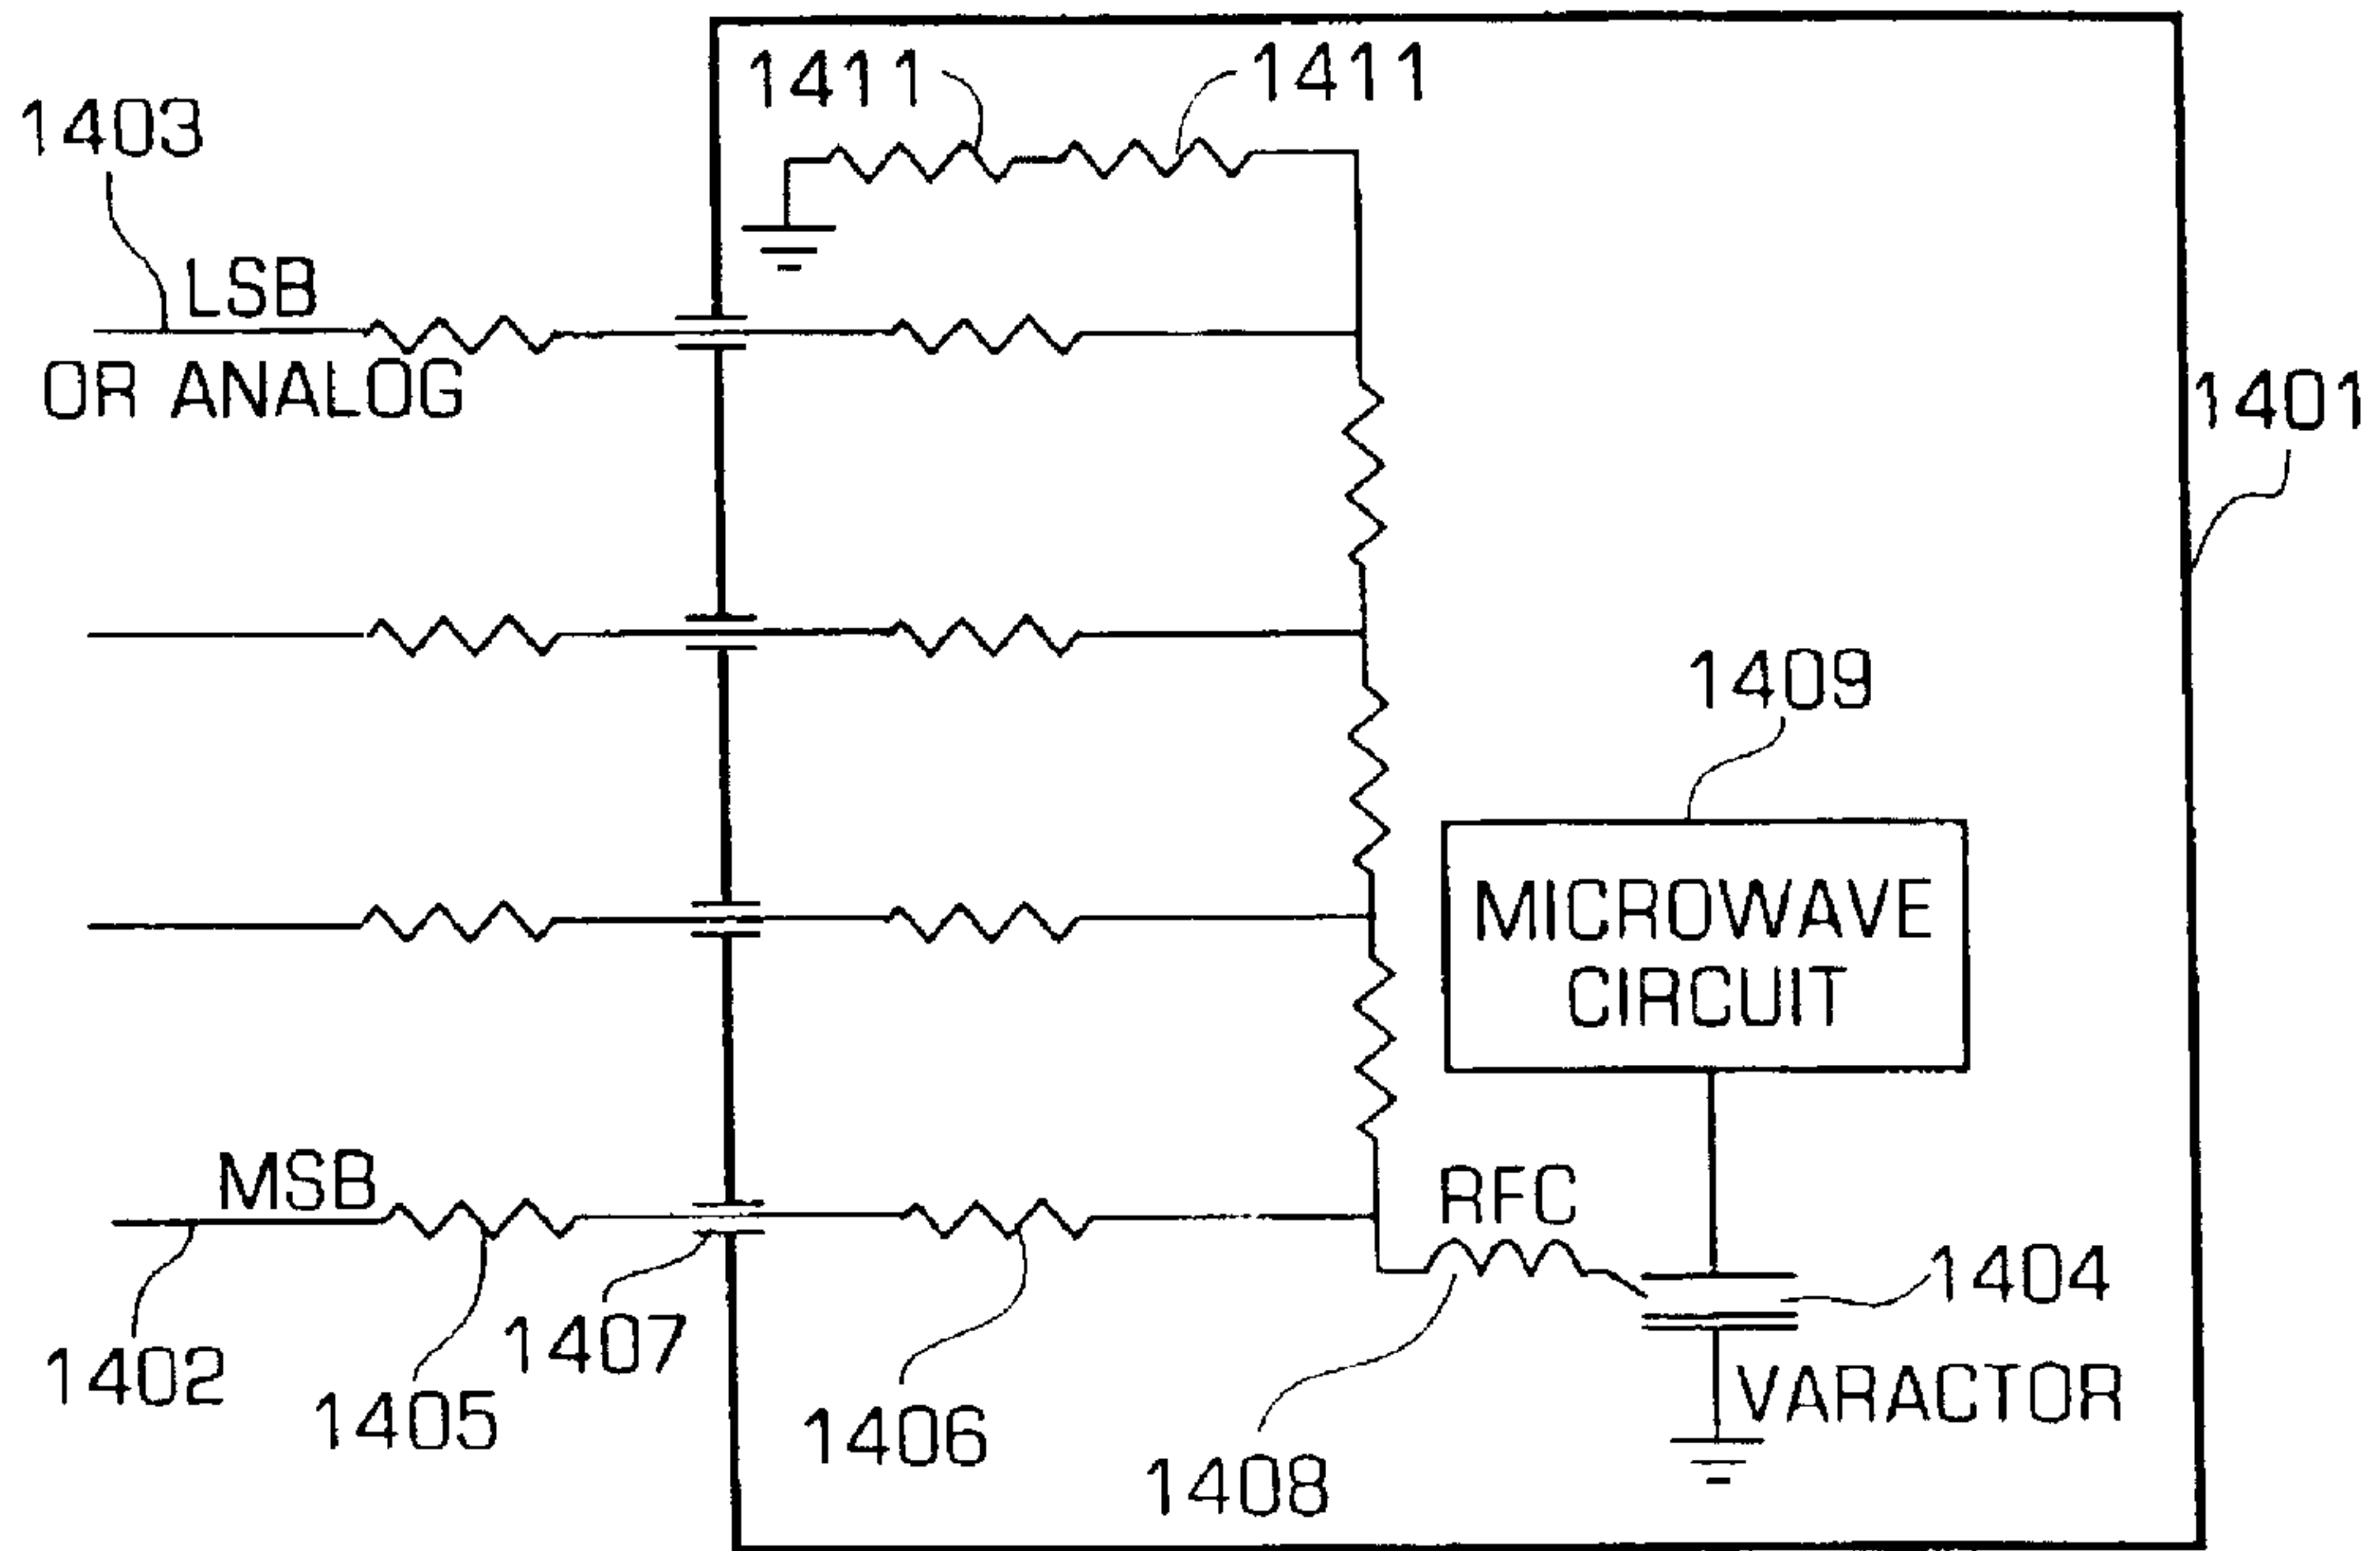 1411 1411
1403
LSB
OR ANALOG
1401
1409
MICROWAVE
CIRCUIT
MSB
RFC
1404
1407
1402
VARACTOR
1405
1406
1408